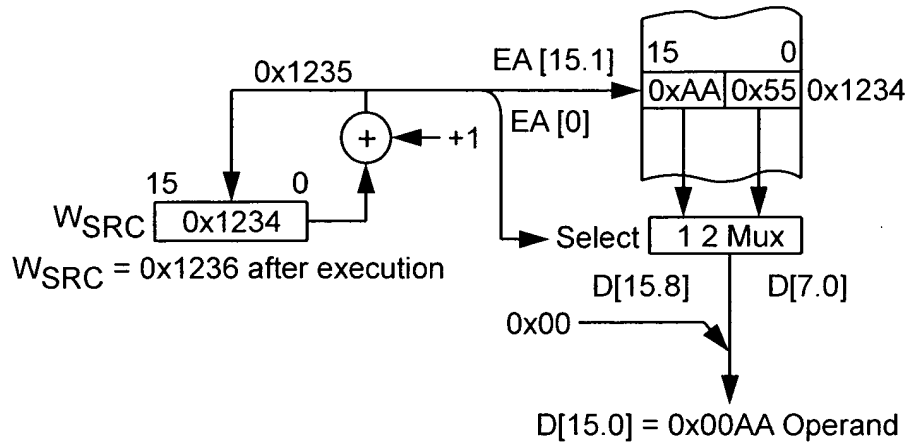 15 0
0x1235
EA [15.1]
0xAA 0x55 0x1234
EA [0]
+
+1
15 0
WSRC 0x1234
Select 1 2 Mux
WSRC = 0x1236 after execution
D[15.8] D[7.0]
0x00
D[15.0] = 0x00AA Operand